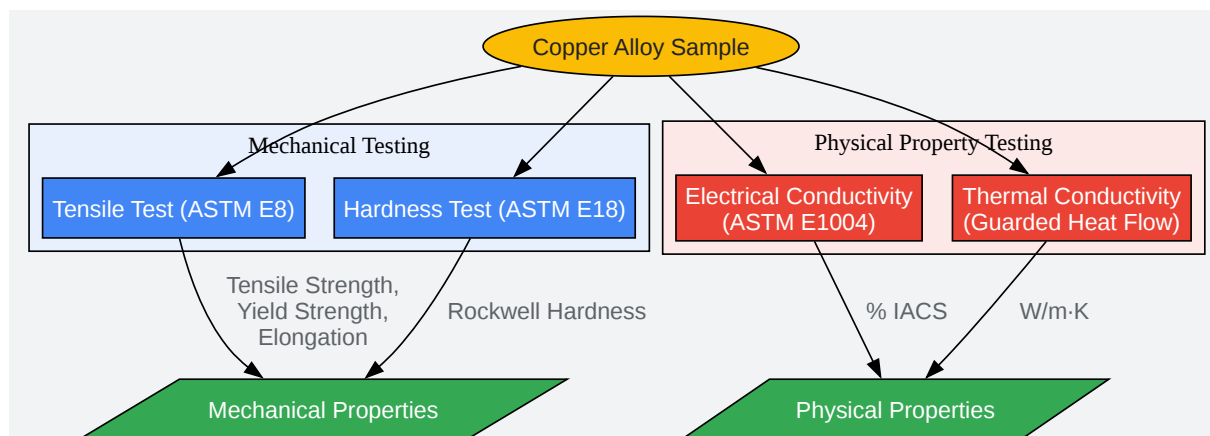 Copper Alloy Sample
Mechanical Testing
Physical Property Testing
Tensile Test (ASTM E8)
Hardness Test (ASTM E18)
Electrical Conductivity
(ASTM E1004)
Thermal Conductivity
(Guarded Heat Flow)
Tensile Strength,
Yield Strength,
Elongation
Rockwell Hardness
% IACS
W/m·K
Mechanical Properties
Physical Properties